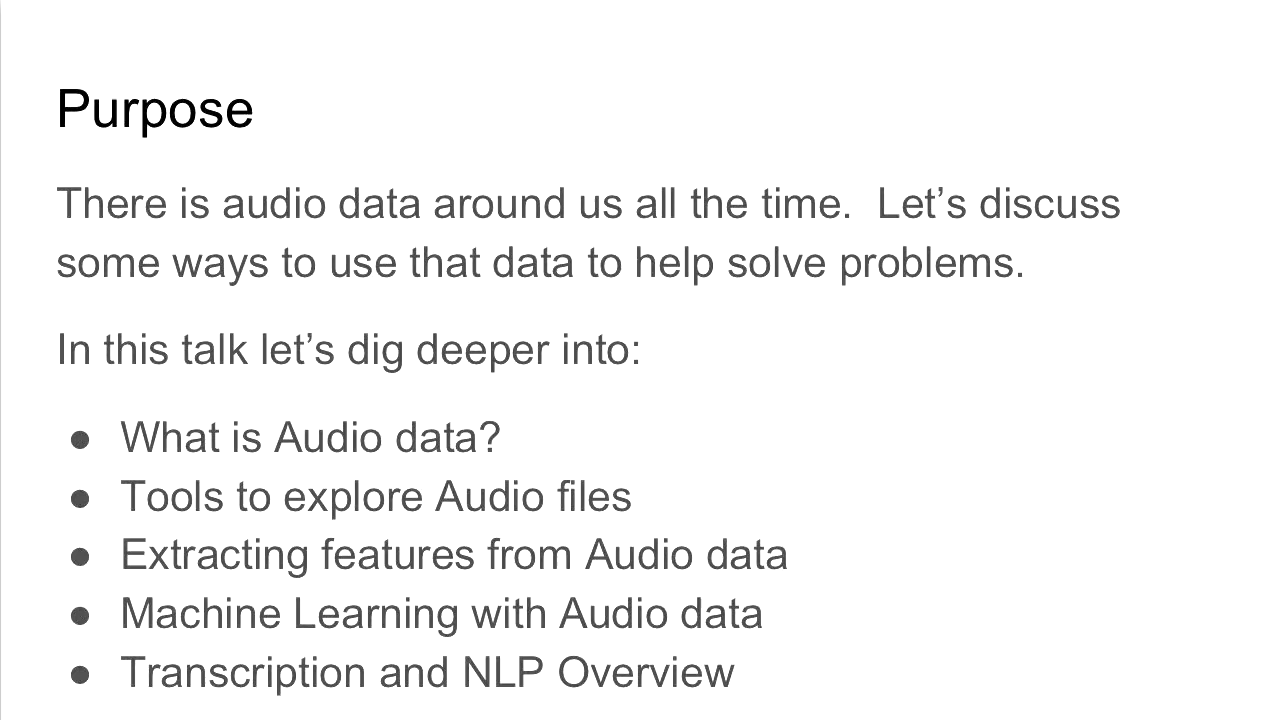 Purpose
There is audio data around us all the time.  Let’s discuss
some ways to use that data to help solve problems.
In this talk let’s dig deeper into:
● What is Audio data?
● Tools to explore Audio files
● Extracting features from Audio data
● Machine Learning with Audio data
● Transcription and NLP Overview